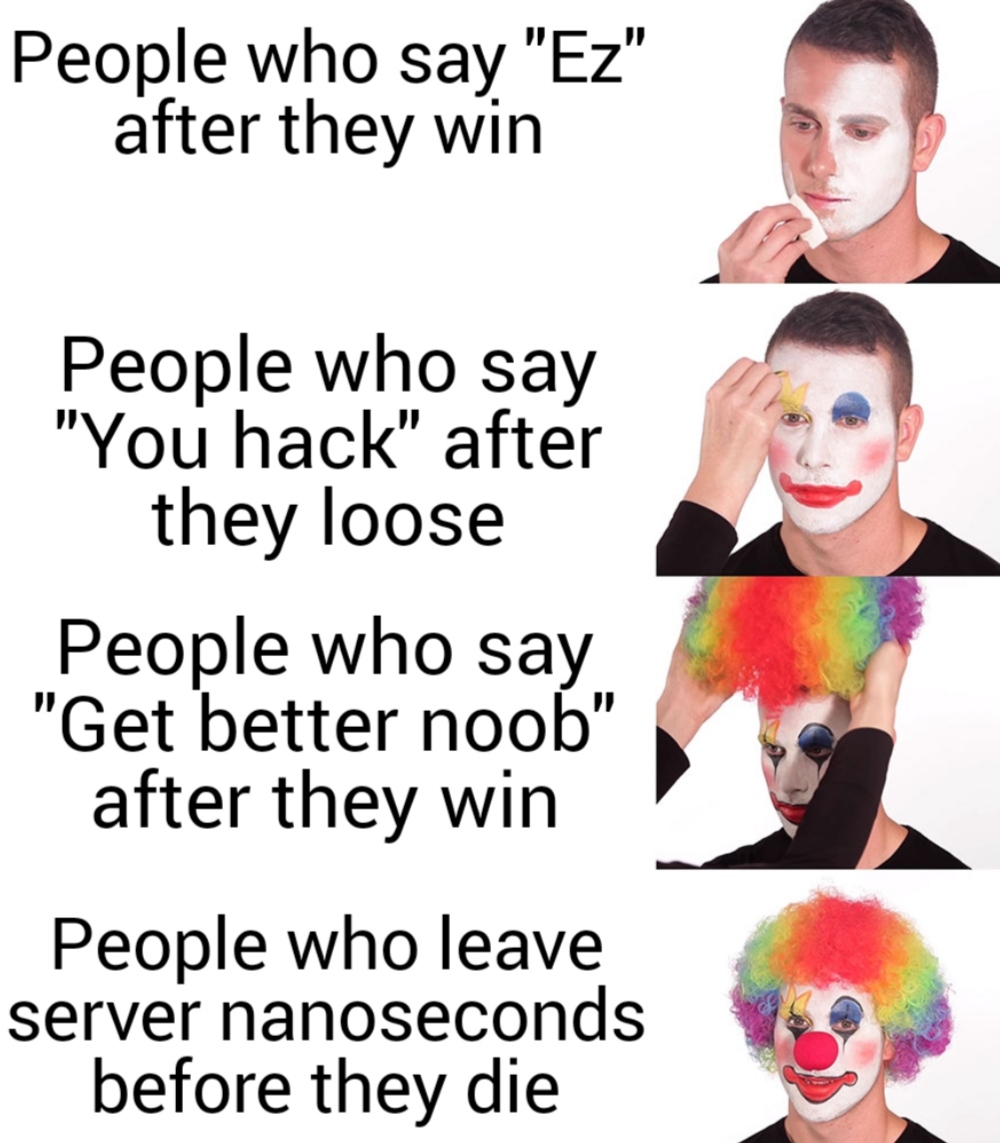 People who say "Ez"
after they win
People who say
"You hack" after
they loose
People who say
"Get better noob"
after they win
People who leave
server nanoseconds
before they die